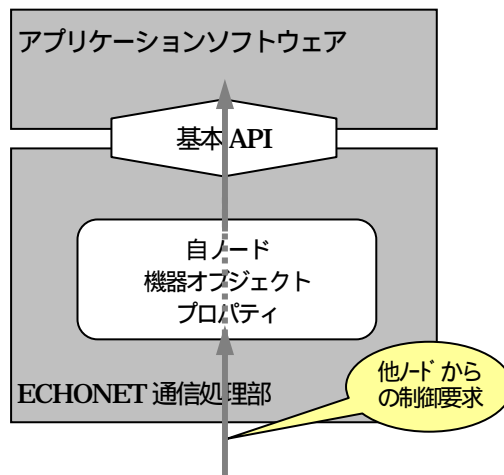 アプリケーションソフトウェア
基本 API
自ノード
機器オブジェクト
プロパティ
ECHONET 通信処理部
他ノードから
の制御要求